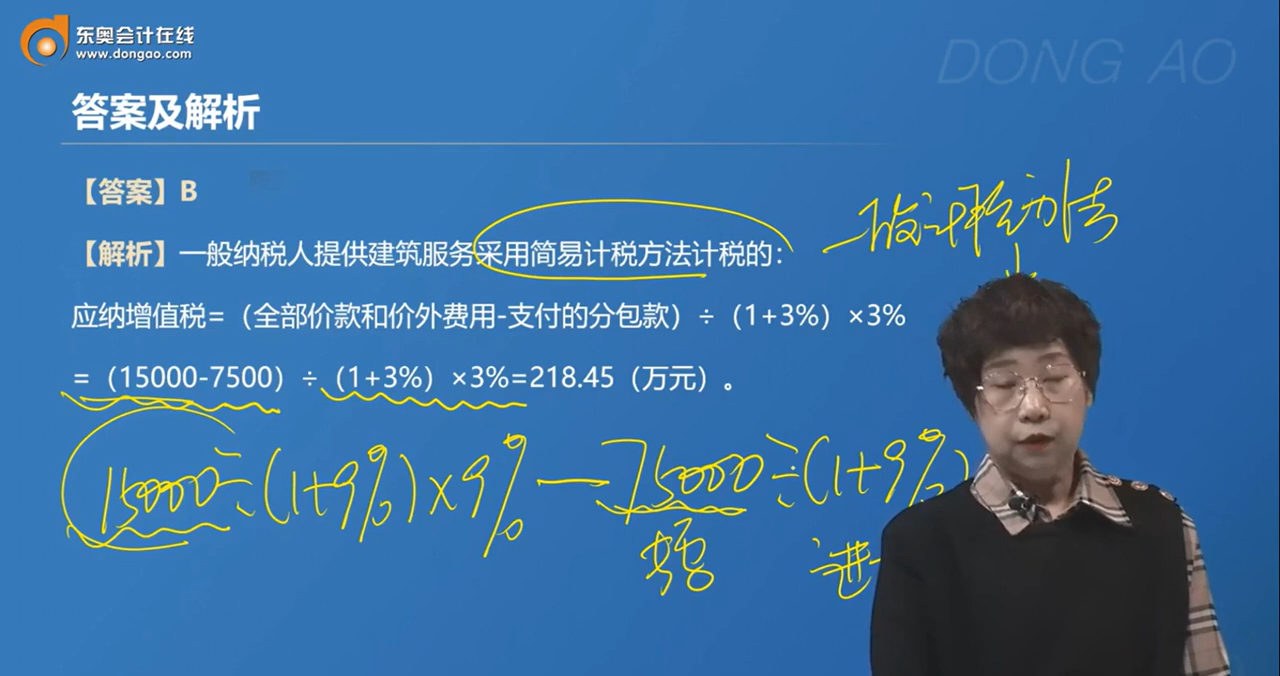 东奥会计在线
www.dongao.com
DONG AO
答案及解析
【答案】B
【解析】一般纳税人提供建筑服务采用简易计税方法计税的:
一般计税方法
应纳增值税=（全部价款和价外费用-支付的分包款）÷（1+3%）×3%
=（15000-7500）÷（1+3%）×3%=218.45（万元）。
15000÷(1+9%)×9%—75000÷(1+9%)
进